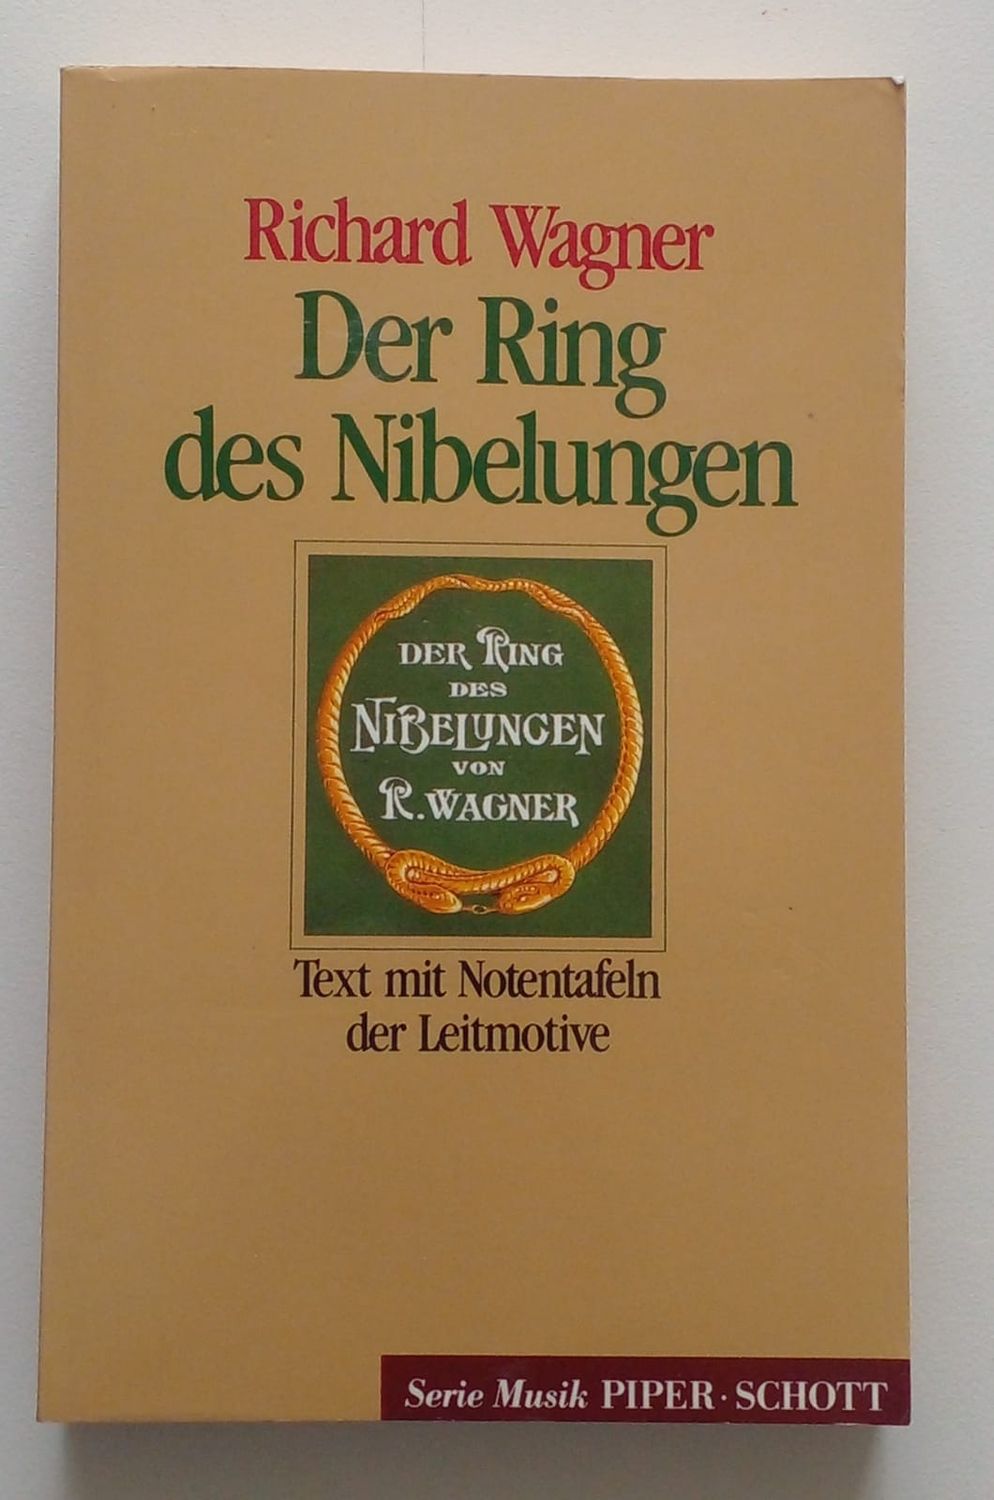 Richard Wagner
Der Ring
des Nibelungen
DER RING
DES
NIBELUNGEN
VON
R. WAGNER
Text mit Notentafeln
der Leitmotive
Serie Musik PIPER · SCHOTT